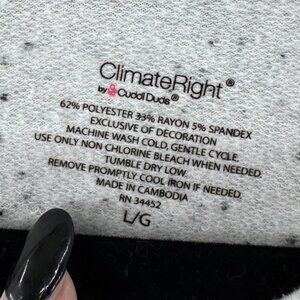 ClimateRight®
by Cuddl Duds®
62% POLYESTER 33% RAYON 5% SPANDEX
EXCLUSIVE OF DECORATION
MACHINE WASH COLD. GENTLE CYCLE.
USE ONLY NON CHLORINE BLEACH WHEN NEEDED
TUMBLE DRY LOW.
REMOVE PROMPTLY. COOL IRON IF NEEDED
MADE IN CAMBODIA
RN 34452
L/G